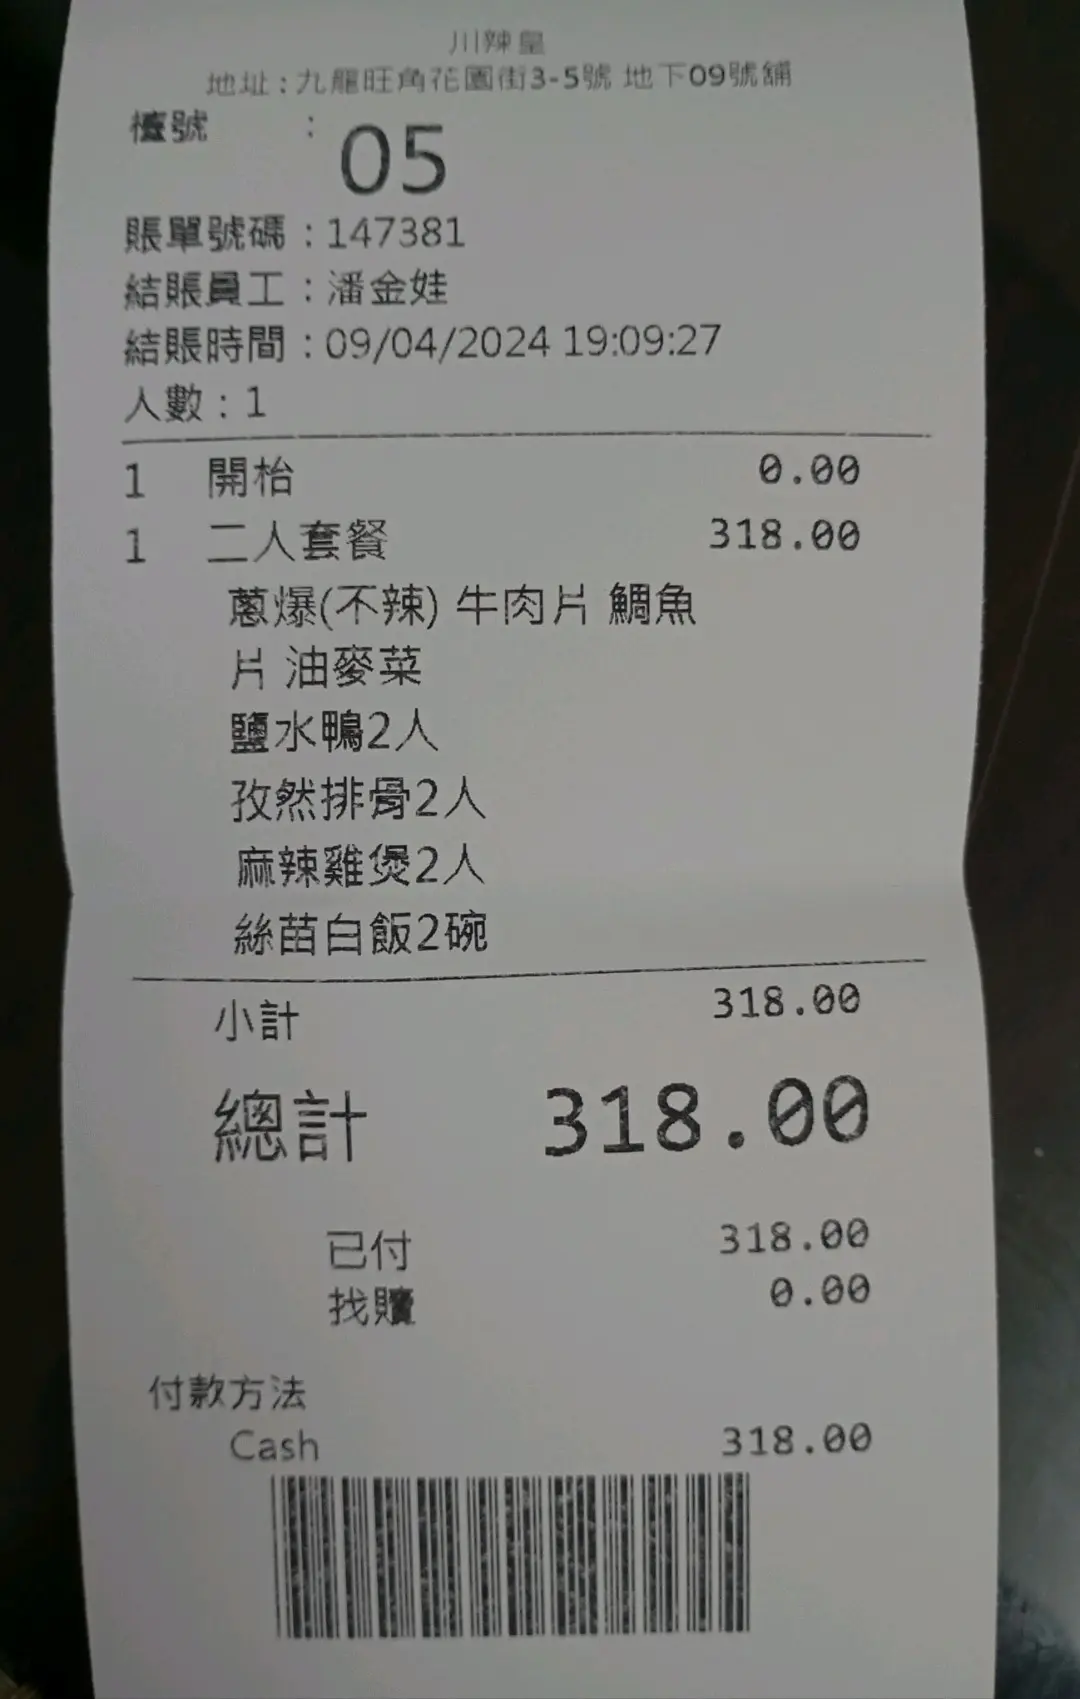 川辣皇
地址：九龍旺角花園街3-5號 地下09號舖
檯號 : 05
賬單號碼 : 147381
結賬員工 : 潘金娃
結賬時間 : 09/04/2024 19:09:27
人數 : 1
1 開枱 0.00
1 二人套餐 318.00
蔥爆(不辣) 牛肉片 鯛魚
片 油麥菜
鹽水鴨2人
孜然排骨2人
麻辣雞煲2人
絲苗白飯2碗
小計 318.00
總計 318.00
已付 318.00
找贖 0.00
付款方法
Cash 318.00